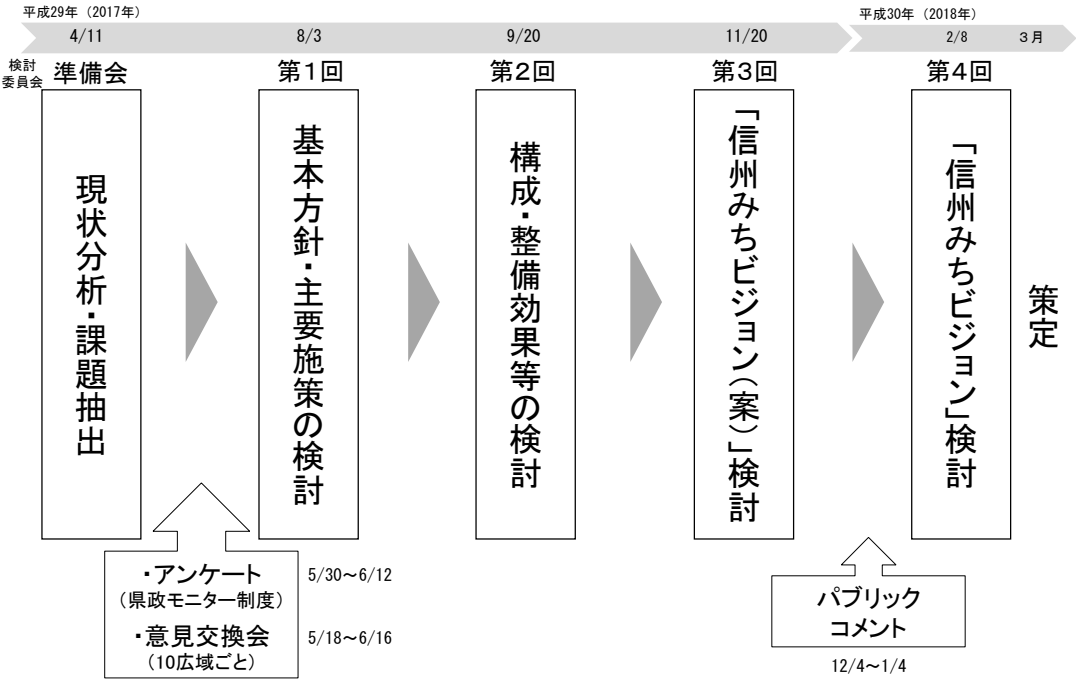 平成29年（2017年）
平成30年（2018年）
4/11
8/3
9/20
11/20
2/8
３月
検討
委員会
準備会
第１回
第２回
第３回
第４回
現状分析・課題抽出
基本方針・主要施策の検討
構成・整備効果等の検討
「信州みちビジョン（案）」検討
「信州みちビジョン」検討
策定
・アンケート
（県政モニター制度）
5/30～6/12
・意見交換会
（10広域ごと）
5/18～6/16
パブリック
コメント
12/4～1/4